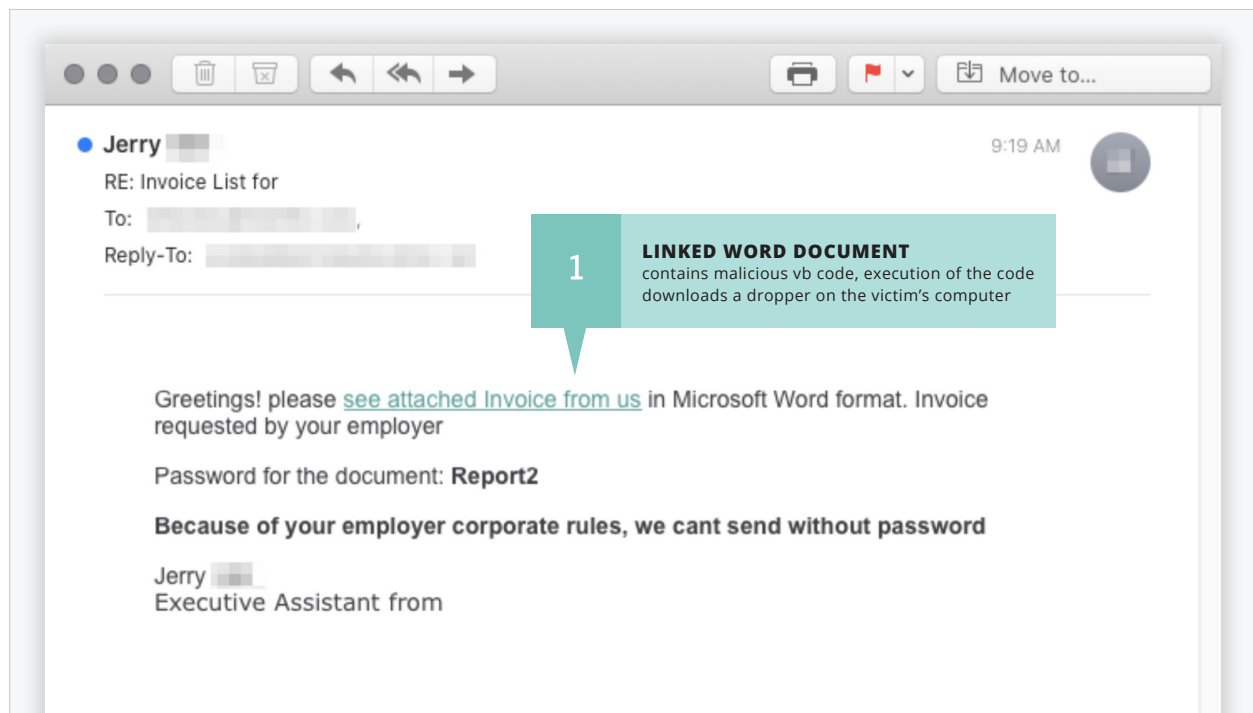 Move to...
Jerry
9:19 AM
RE: Invoice List for
To:
Reply-To:
1
LINKED WORD DOCUMENT
contains malicious vb code, execution of the code
downloads a dropper on the victim's computer
Greetings! please see attached Invoice from us in Microsoft Word format. Invoice
requested by your employer
Password for the document: Report2
Because of your employer corporate rules, we cant send without password
Jerry
Executive Assistant from